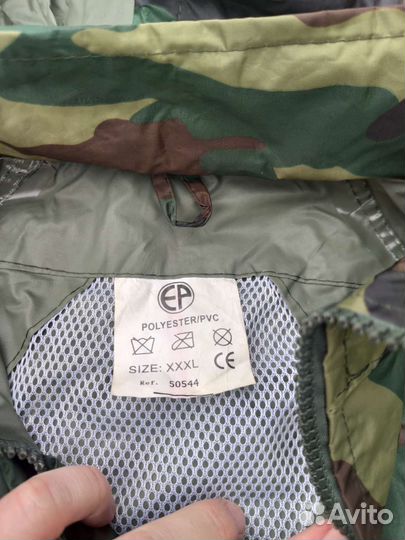 EP
POLYESTER/PVC
SIZE: XXXL CE
Ref. 50544
Avito